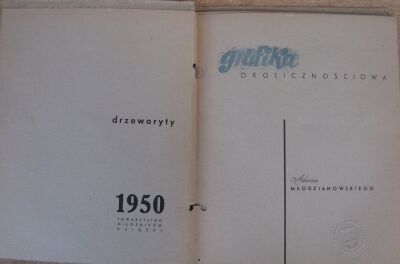 drzeworyty
1950
TOWARZYSTWO
MIŁOŚNIKÓW
KSIĄŻKI
grafika
OKOLICZNOŚCIOWA
Adama
MŁODZIANOWSKIEGO